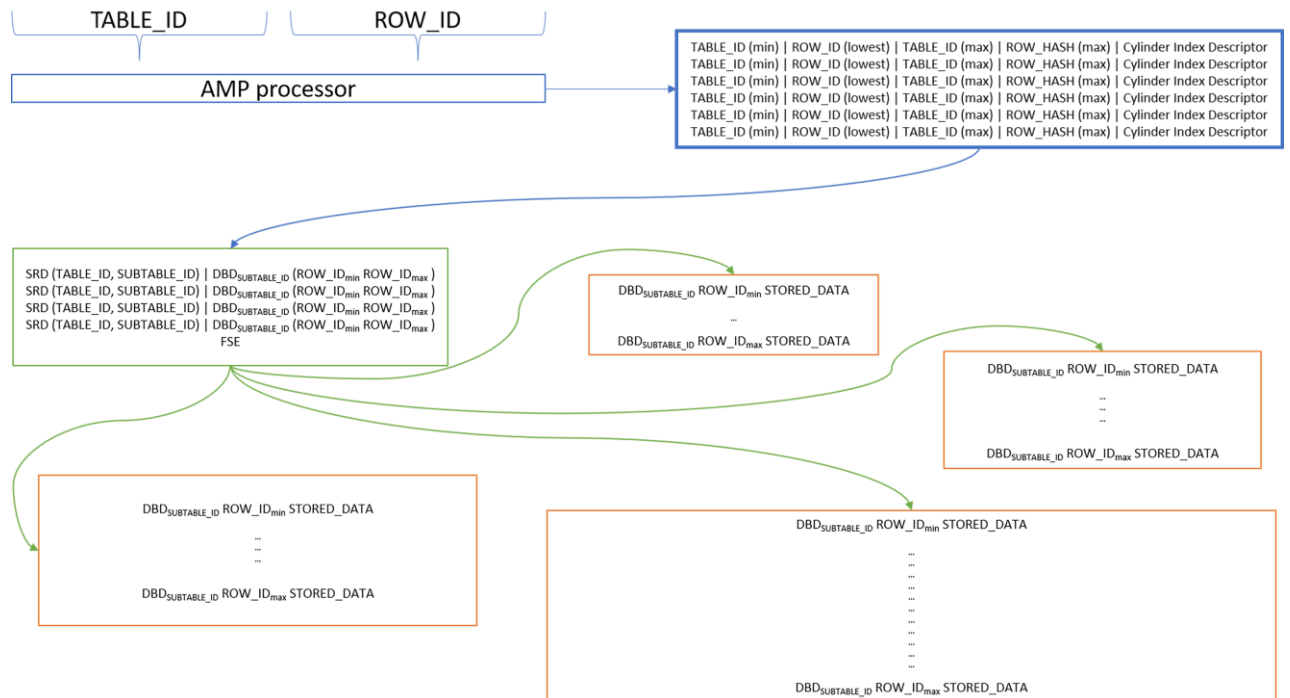 TABLE_ID
ROW_ID
AMP processor
TABLE_ID (min) | ROW_ID (lowest) | TABLE_ID (max) | ROW_HASH (max) | Cylinder Index Descriptor
TABLE_ID (min) | ROW_ID (lowest) | TABLE_ID (max) | ROW_HASH (max) | Cylinder Index Descriptor
TABLE_ID (min) | ROW_ID (lowest) | TABLE_ID (max) | ROW_HASH (max) | Cylinder Index Descriptor
TABLE_ID (min) | ROW_ID (lowest) | TABLE_ID (max) | ROW_HASH (max) | Cylinder Index Descriptor
TABLE_ID (min) | ROW_ID (lowest) | TABLE_ID (max) | ROW_HASH (max) | Cylinder Index Descriptor
TABLE_ID (min) | ROW_ID (lowest) | TABLE_ID (max) | ROW_HASH (max) | Cylinder Index Descriptor
SRD (TABLE_ID, SUBTABLE_ID) | DBDSUBTABLE_ID (ROW_IDmin ROW_IDmax )
SRD (TABLE_ID, SUBTABLE_ID) | DBDSUBTABLE_ID (ROW_IDmin ROW_IDmax )
SRD (TABLE_ID, SUBTABLE_ID) | DBDSUBTABLE_ID (ROW_IDmin ROW_IDmax )
SRD (TABLE_ID, SUBTABLE_ID) | DBDSUBTABLE_ID (ROW_IDmin ROW_IDmax )
FSE
DBDSUBTABLE_ID ROW_IDmin STORED_DATA
...
DBDSUBTABLE_ID ROW_IDmax STORED_DATA
DBDSUBTABLE_ID ROW_IDmin STORED_DATA
...
...
...
DBDSUBTABLE_ID ROW_IDmax STORED_DATA
DBDSUBTABLE_ID ROW_IDmin STORED_DATA
...
...
...
DBDSUBTABLE_ID ROW_IDmax STORED_DATA
DBDSUBTABLE_ID ROW_IDmin STORED_DATA
...
...
...
...
...
...
...
...
...
...
...
DBDSUBTABLE_ID ROW_IDmax STORED_DATA